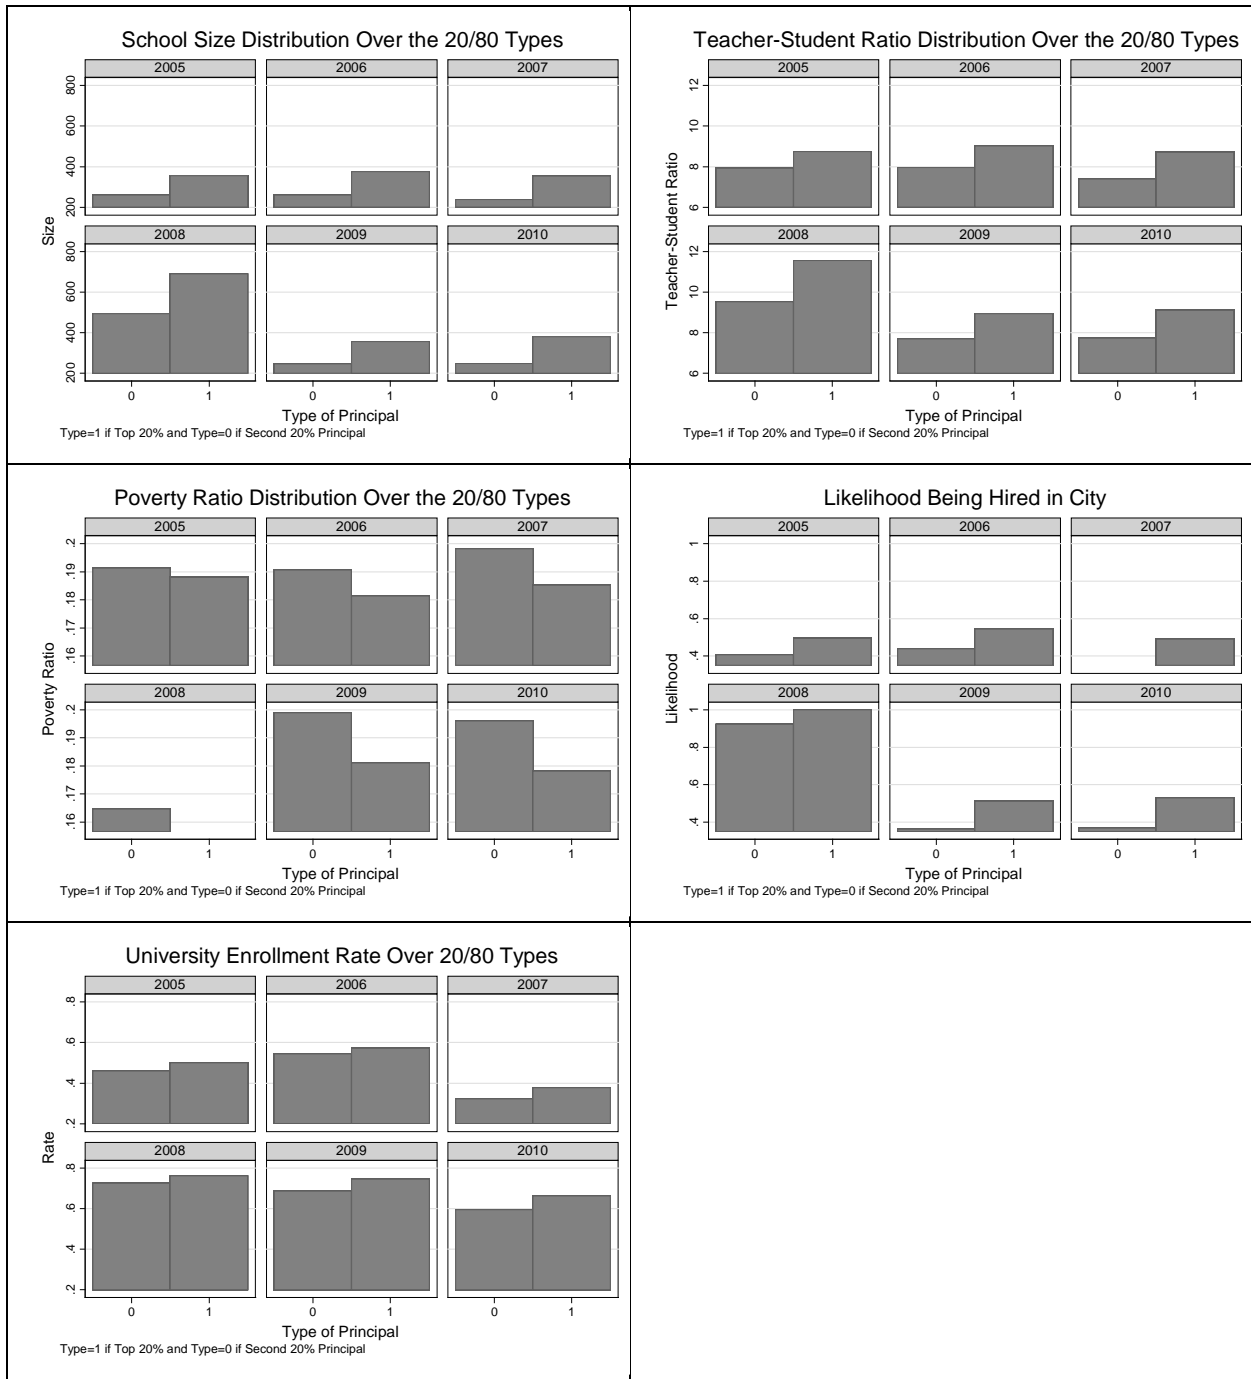 School Size Distribution Over the 20/80 Types
2005 2006 2007
800
600
400
200
2008 2009 2010
800
600
400
200
Size
0 1 0 1 0 1
Type of Principal
Type=1 if Top 20% and Type=0 if Second 20% Principal
Teacher-Student Ratio Distribution Over the 20/80 Types
2005 2006 2007
12
10
8
6
2008 2009 2010
12
10
8
6
Teacher-Student Ratio
0 1 0 1 0 1
Type of Principal
Type=1 if Top 20% and Type=0 if Second 20% Principal
Poverty Ratio Distribution Over the 20/80 Types
2005 2006 2007
.2
.19
.18
.17
.16
2008 2009 2010
.2
.19
.18
.17
.16
Poverty Ratio
0 1 0 1 0 1
Type of Principal
Type=1 if Top 20% and Type=0 if Second 20% Principal
Likelihood Being Hired in City
2005 2006 2007
1
.8
.6
.4
2008 2009 2010
1
.8
.6
.4
Likelihood
0 1 0 1 0 1
Type of Principal
Type=1 if Top 20% and Type=0 if Second 20% Principal
University Enrollment Rate Over 20/80 Types
2005 2006 2007
.8
.6
.4
.2
2008 2009 2010
.8
.6
.4
.2
Rate
0 1 0 1 0 1
Type of Principal
Type=1 if Top 20% and Type=0 if Second 20% Principal